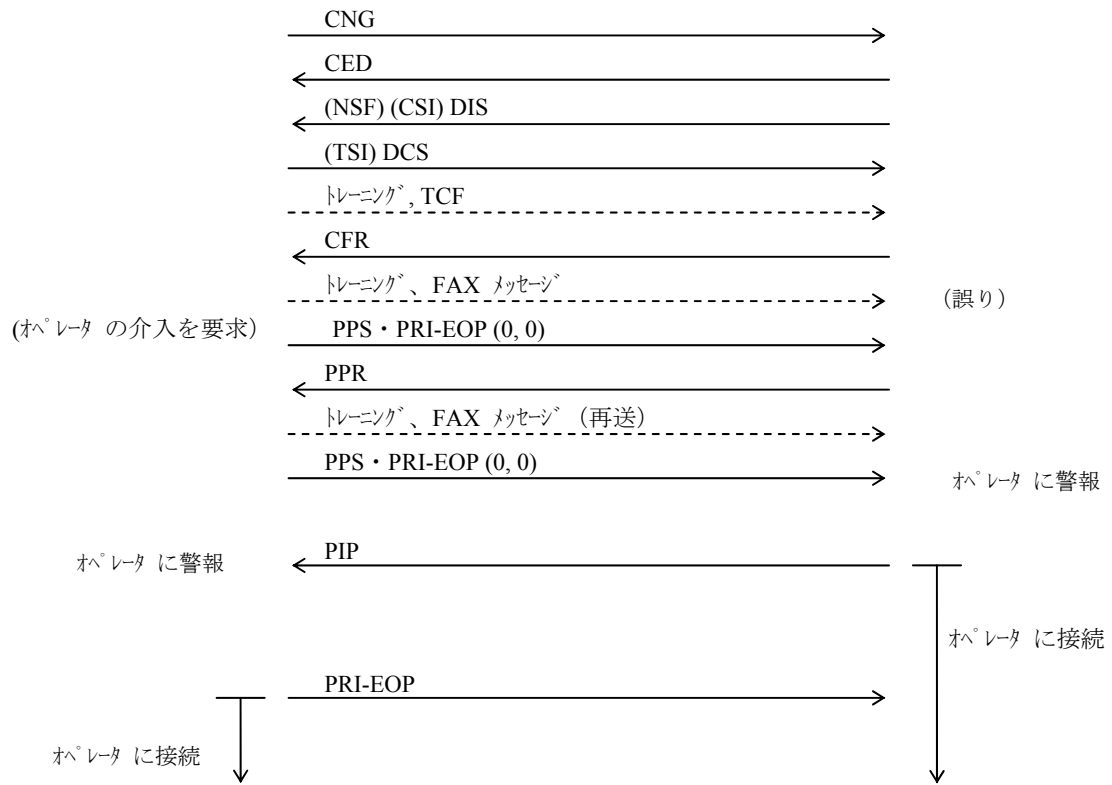 CNG
CED
(NSF) (CSI) DIS
(TSI) DCS
ﾄﾚｰﾆﾝｸﾞ, TCF
CFR
ﾄﾚｰﾆﾝｸﾞ、FAX ﾒｯｾｰｼﾞ
(誤り)
(ｵﾍﾟﾚｰﾀ の介入を要求)
PPS・PRI-EOP (0, 0)
PPR
ﾄﾚｰﾆﾝｸﾞ、FAX ﾒｯｾｰｼﾞ (再送)
PPS・PRI-EOP (0, 0)
ｵﾍﾟﾚｰﾀ に警報
ｵﾍﾟﾚｰﾀ に警報
PIP
ｵﾍﾟﾚｰﾀ に接続
PRI-EOP
ｵﾍﾟﾚｰﾀ に接続